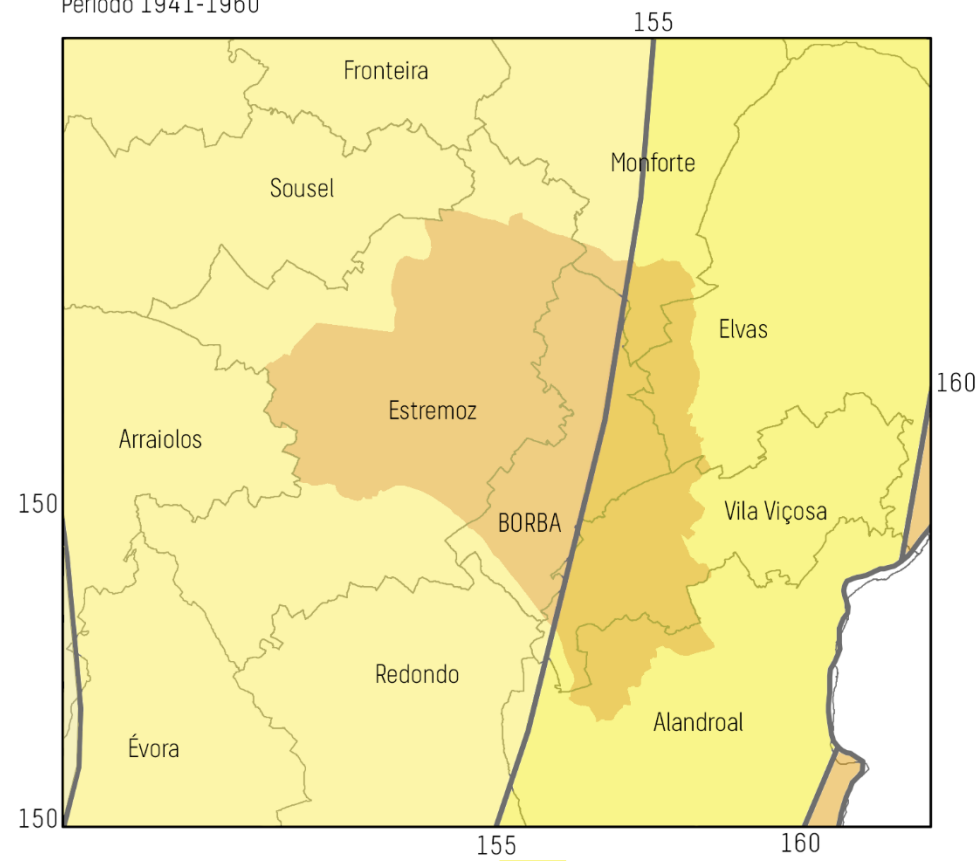 Período 1941-1960
155
Fronteira
Monforte
Sousel
Elvas
160
Estremoz
Arraiolos
150
Vila Viçosa
BORBA
Redondo
Alandroal
Évora
150
155
160